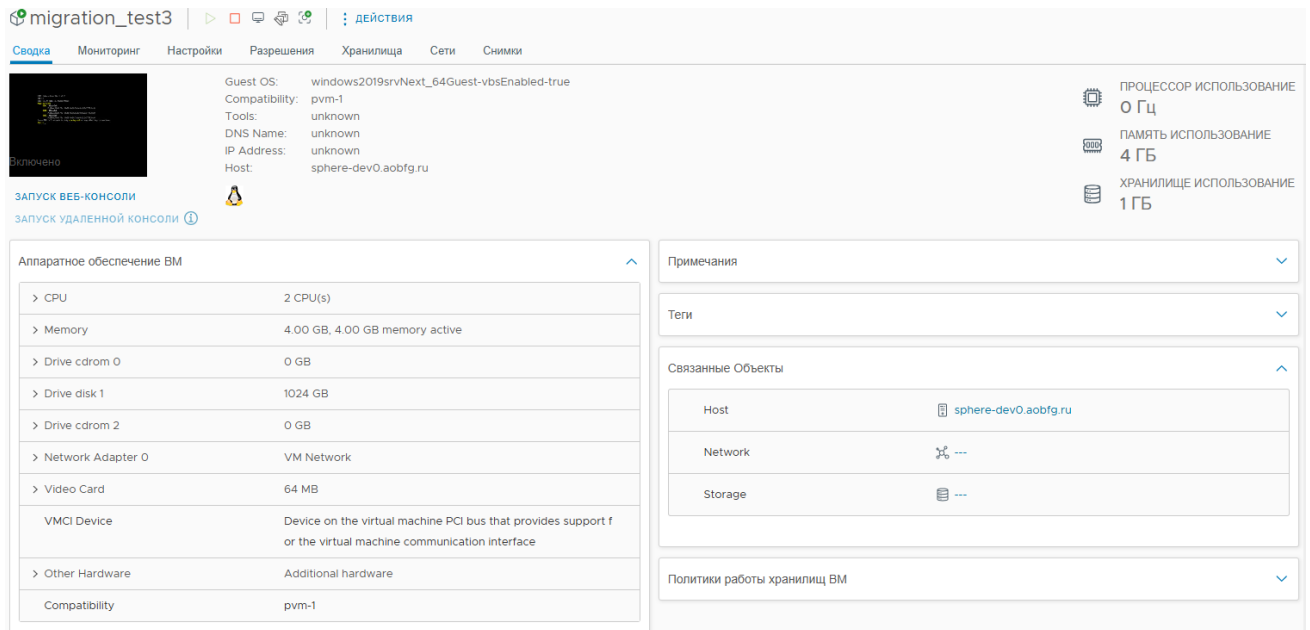 migration_test3
ДЕЙСТВИЯ
Сводка Мониторинг Настройки Разрешения Хранилища Сети Снимки
Включено
ЗАПУСК ВЕБ-КОНСОЛИ
ЗАПУСК УДАЛЕННОЙ КОНСОЛИ
Guest OS: windows2019srvNext_64Guest-vbsEnabled-true
Compatibility: pvm-1
Tools: unknown
DNS Name: unknown
IP Address: unknown
Host: sphere-dev0.aobfg.ru
ПРОЦЕССОР ИСПОЛЬЗОВАНИЕ
0 Гц
ПАМЯТЬ ИСПОЛЬЗОВАНИЕ
4 ГБ
ХРАНИЛИЩЕ ИСПОЛЬЗОВАНИЕ
1 ГБ
Аппаратное обеспечение ВМ
CPU 2 CPU(s)
Memory 4.00 GB, 4.00 GB memory active
Drive cdrom 0 0 GB
Drive disk 1 1024 GB
Drive cdrom 2 0 GB
Network Adapter 0 VM Network
Video Card 64 MB
VMCI Device Device on the virtual machine PCI bus that provides support f
or the virtual machine communication interface
Other Hardware Additional hardware
Compatibility pvm-1
Примечания
Теги
Связанные Объекты
Host sphere-dev0.aobfg.ru
Network ---
Storage ---
Политики работы хранилищ ВМ